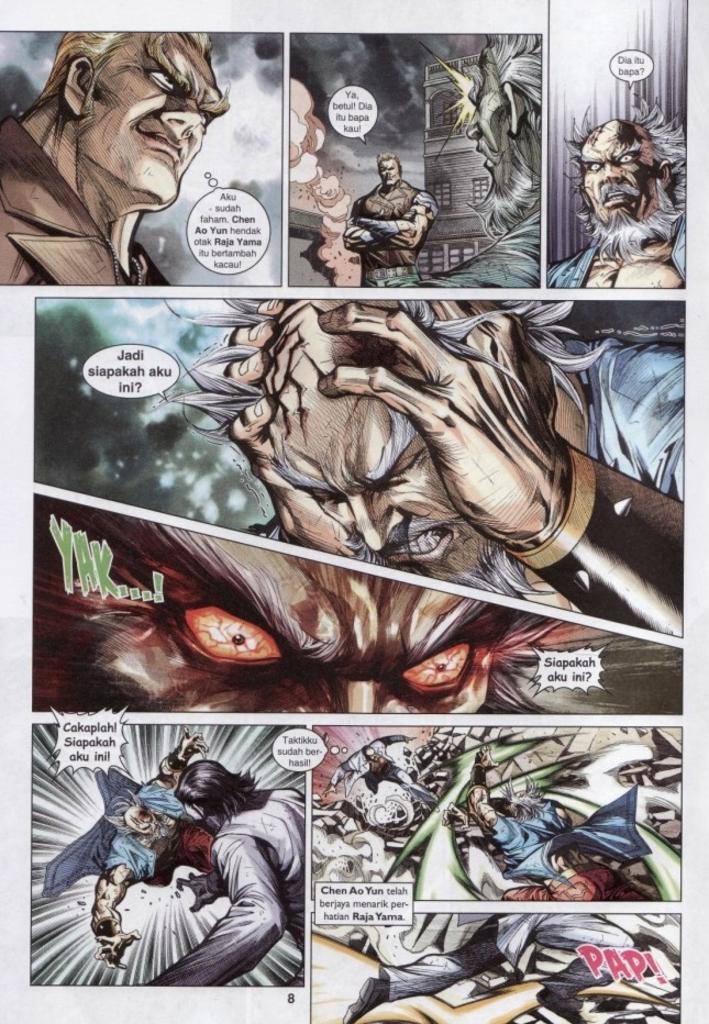 Aku
sudah
faham. Chen
Ao Yun hendak
otak Raja Yama
itu bertambah
kacau!
Ya,
betul! Dia
itu bapa
kau!
Dia itu
bapa?
Jadi
siapakah aku
ini?
YAK....!
Siapakah
aku ini?
Cakaplah!
Siapakah
aku ini!
Taktikku
sudah ber-
hasil!
Chen Ao Yun telah
berjaya menarik per-
hatian Raja Yama.
PAP!
8